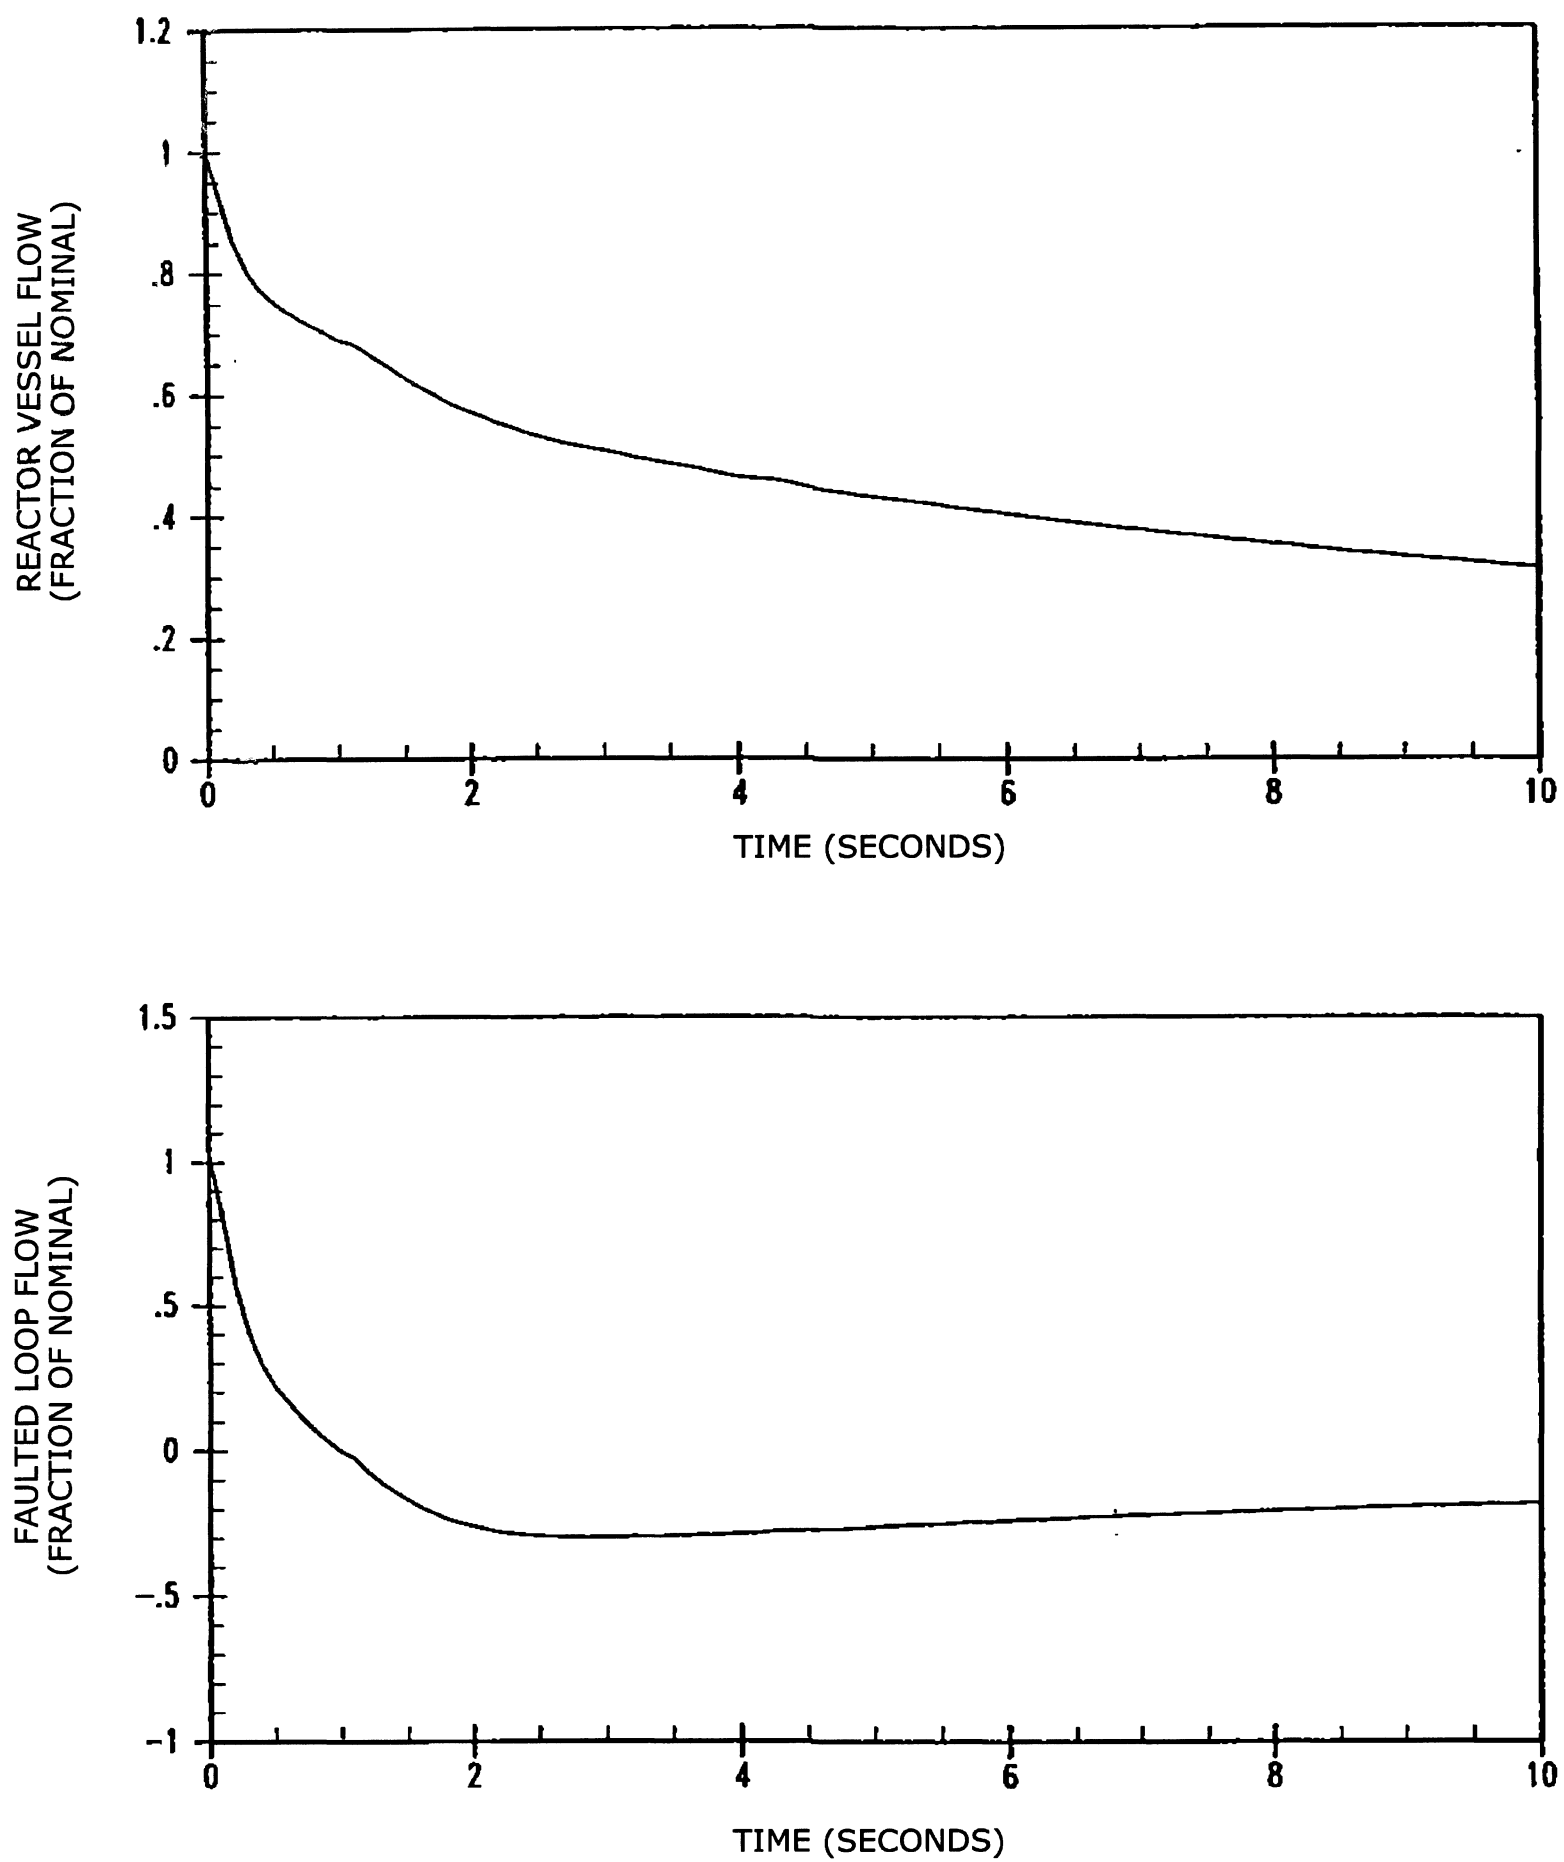 1.2
1
.8
.6
.4
.2
0
REACTOR VESSEL FLOW
(FRACTION OF NOMINAL)
0 2 4 6 8 10
TIME (SECONDS)
1.5
1
.5
0
-.5
-1
FAULTED LOOP FLOW
(FRACTION OF NOMINAL)
0 2 4 6 8 10
TIME (SECONDS)